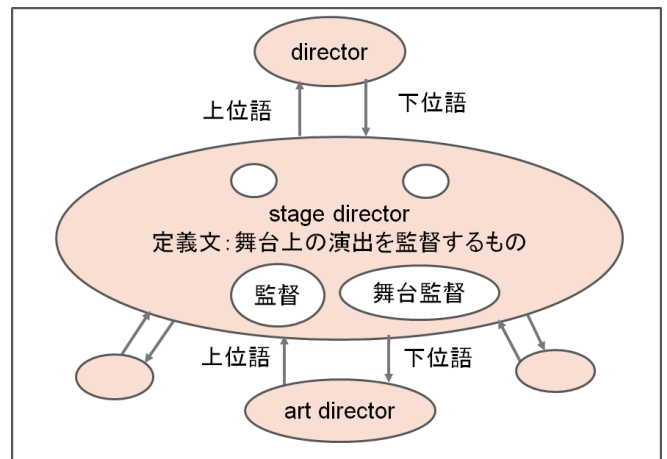 director
上位語
下位語
stage director
定義文：舞台上の演出を監督するもの
監督
舞台監督
上位語
下位語
art director